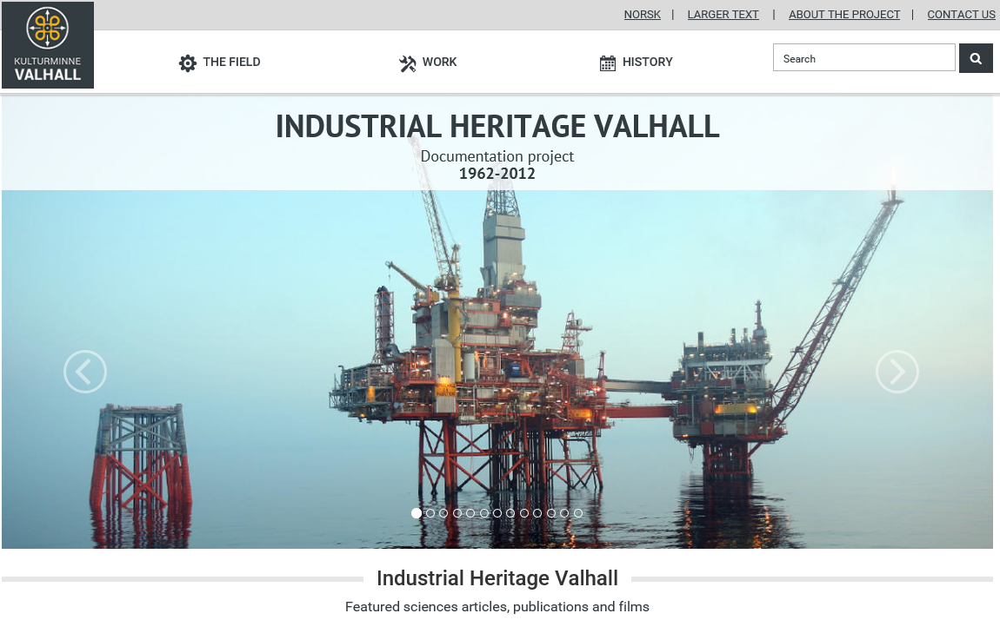 NORSK | LARGER TEXT | ABOUT THE PROJECT | CONTACT US
KULTURMINNE
VALHALL
THE FIELD
WORK
HISTORY
Search
INDUSTRIAL HERITAGE VALHALL
Documentation project
1962-2012
Industrial Heritage Valhall
Featured sciences articles, publications and films